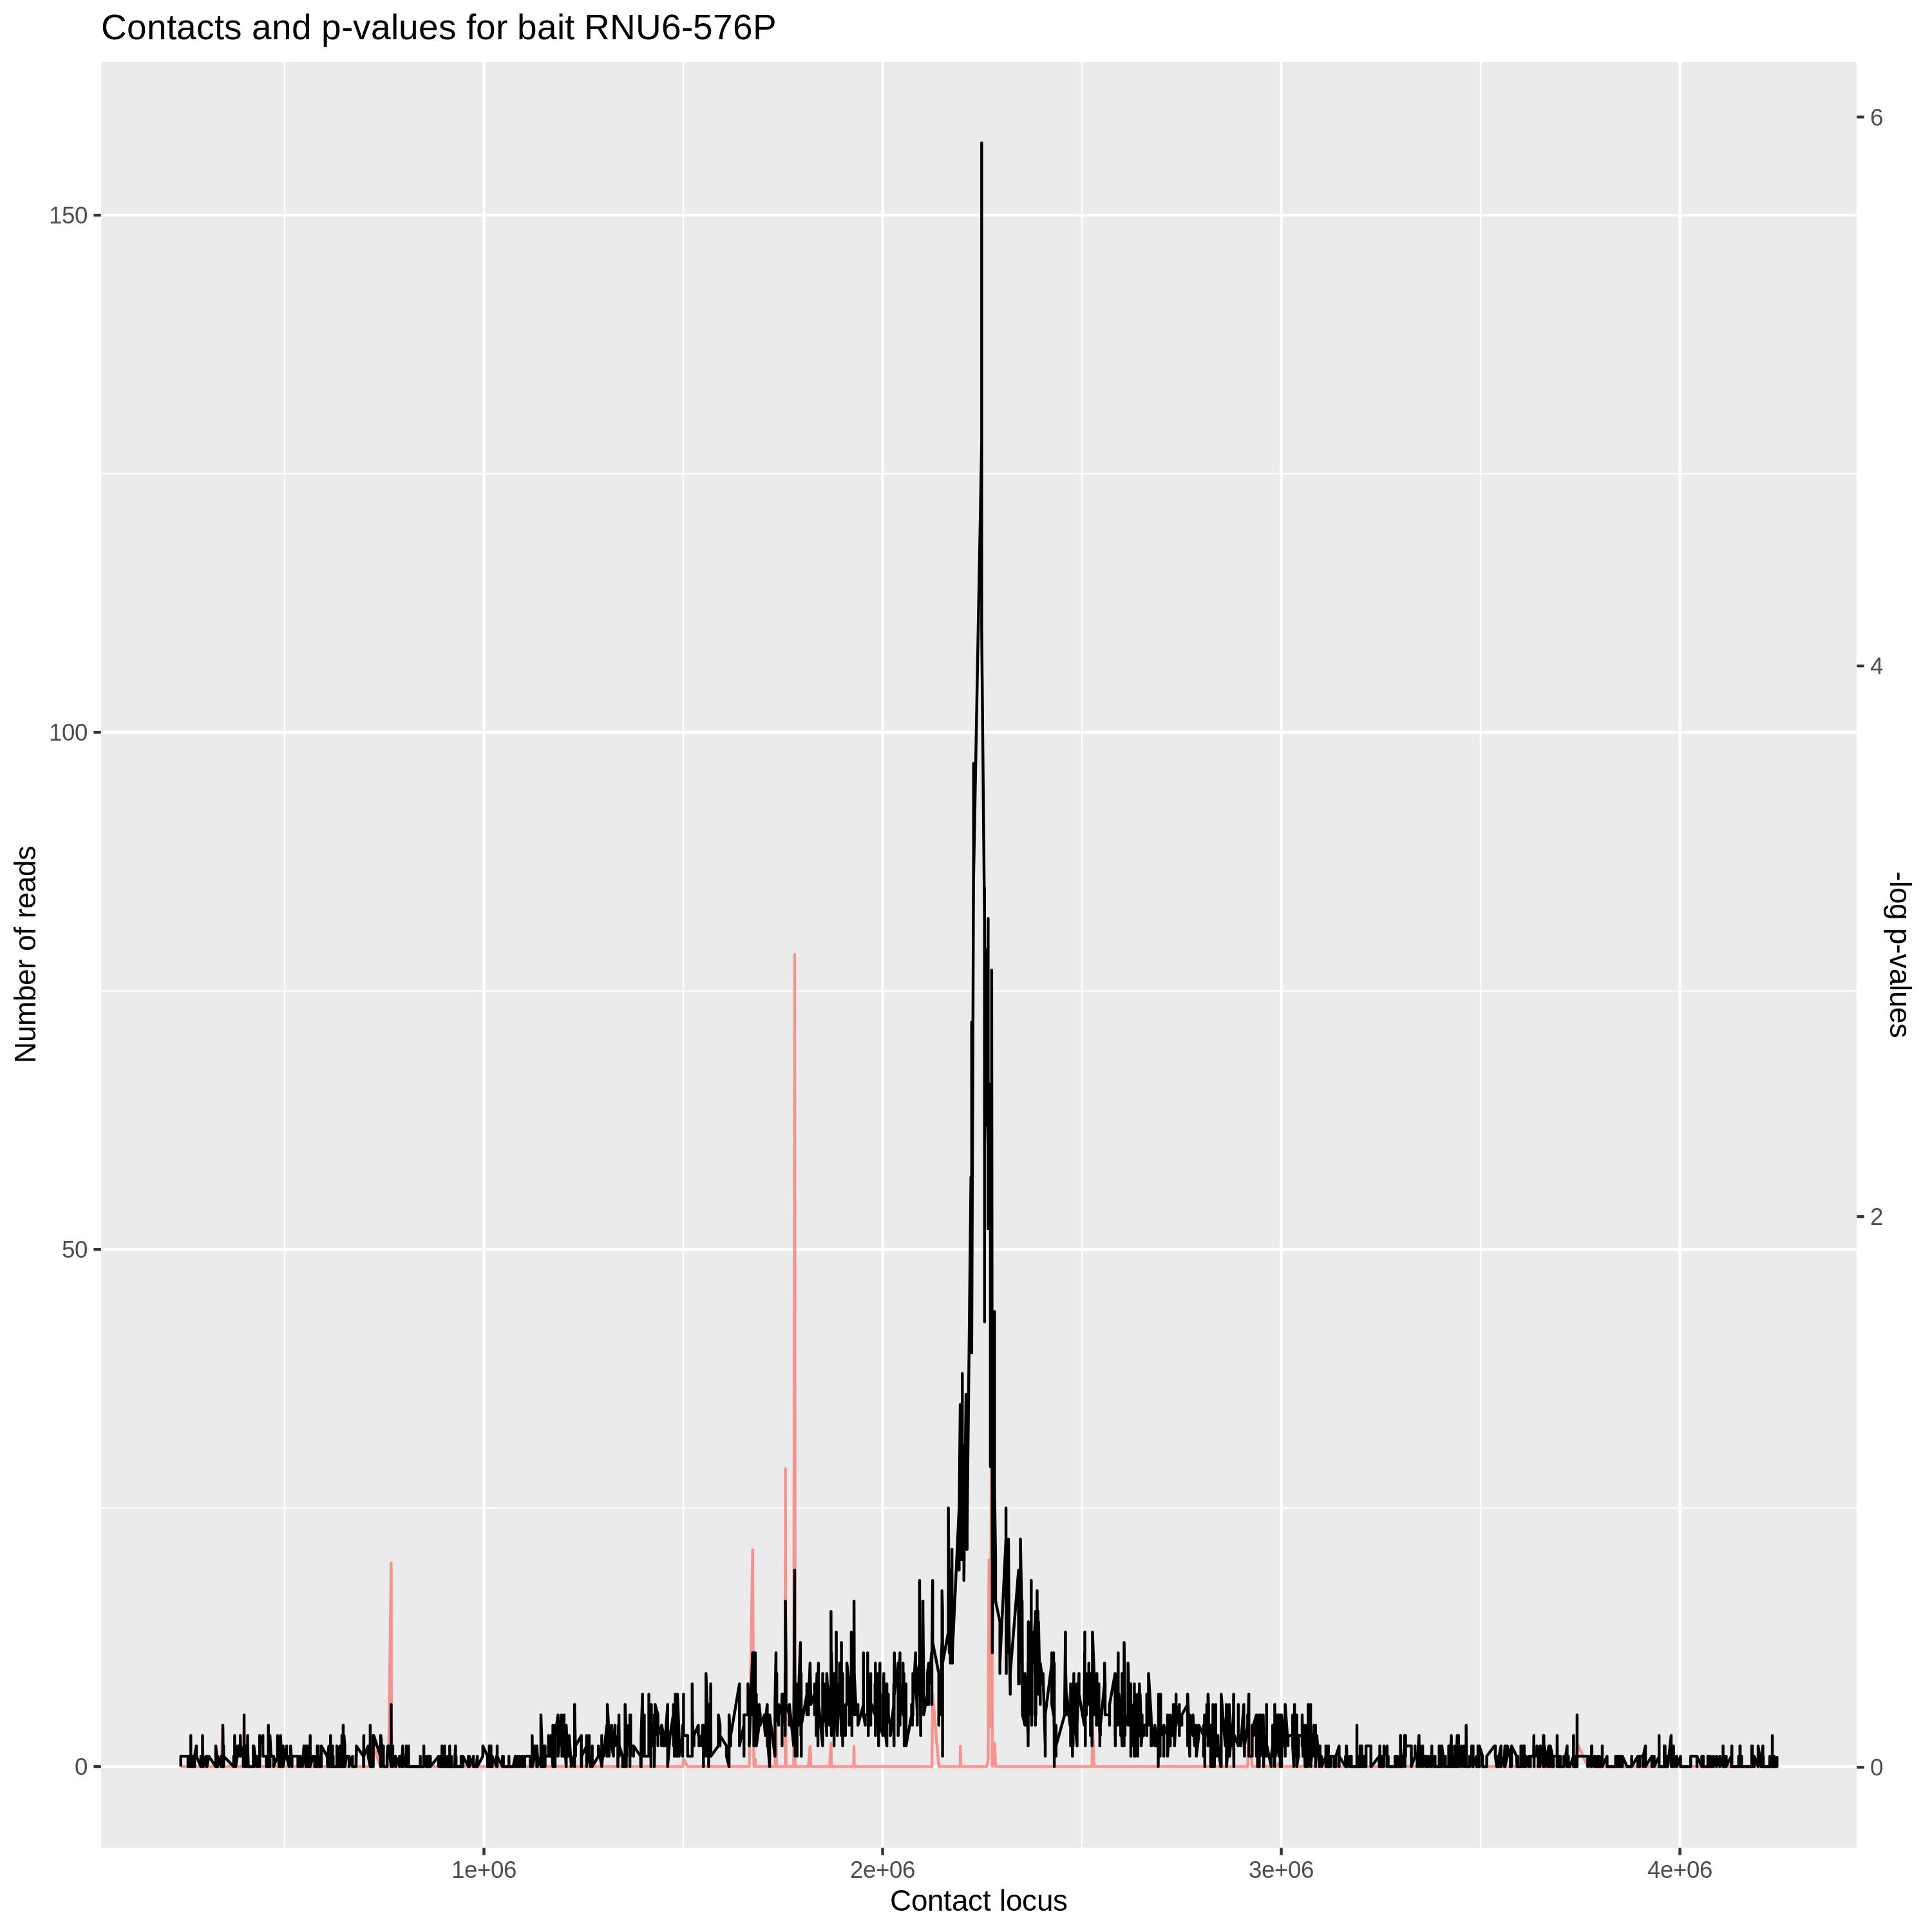 Contacts and p-values for bait RNU6-576P
6
150
4
100
Number of reads
-log p-values
2
50
0
0
1e+06
2e+06
3e+06
4e+06
Contact locus